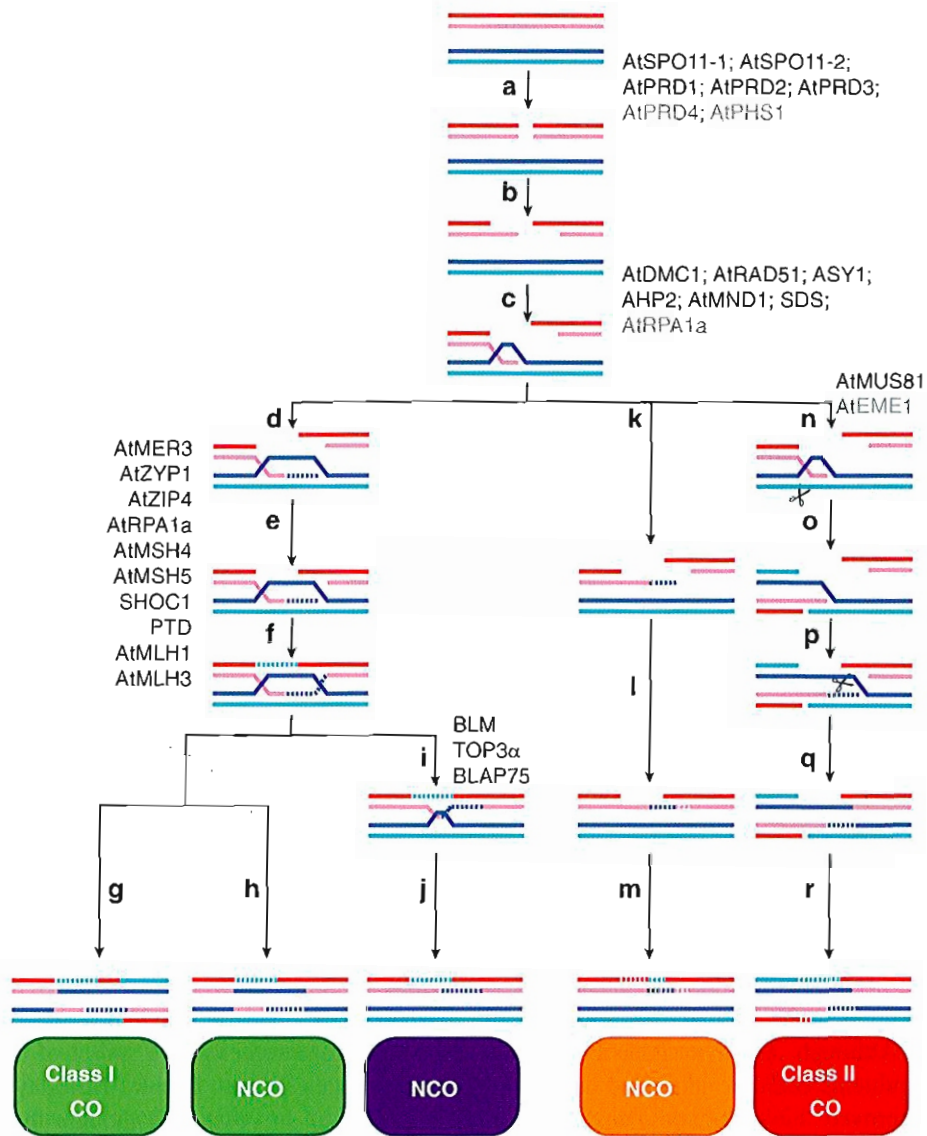 AtSPO11-1; AtSPO11-2;
a
AtPRD1; AtPRD2; AtPRD3;
AtPRD4; AtPHS1
b
AtDMC1; AtRAD51; ASY1;
c
AHP2; AtMND1; SDS;
AtRPA1a
AtMUS81
AtEME1
d
k
n
AtMER3
AtZYP1
AtZIP4
AtRPA1a
e
o
AtMSH4
AtMSH5
SHOC1
PTD
f
p
AtMLH1
AtMLH3
l
BLM
TOP3α
BLAP75
i
q
g
h
j
m
r
Class I
CO
NCO
NCO
NCO
Class II
CO